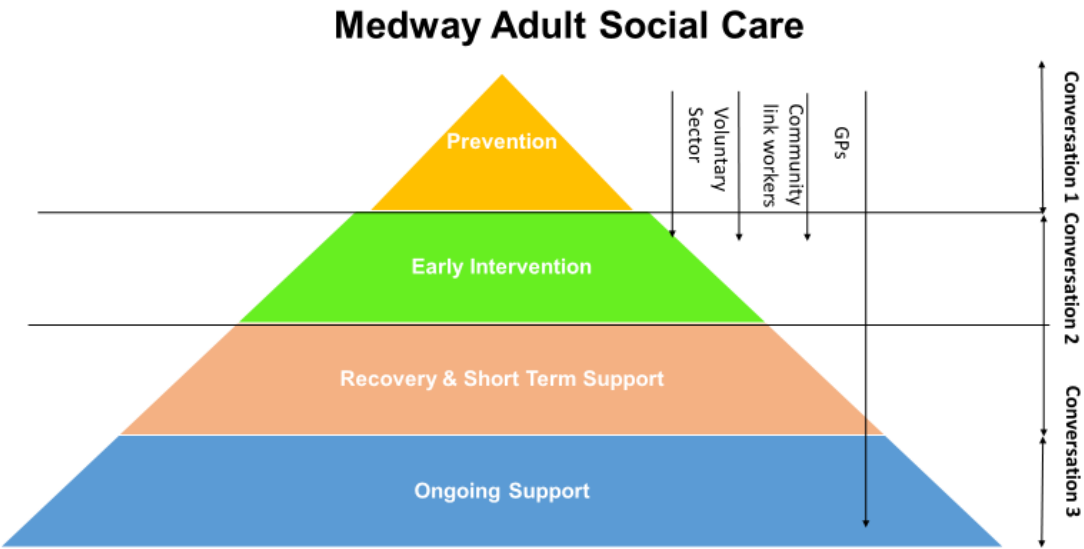 Medway Adult Social Care
Prevention
Early Intervention
Recovery & Short Term Support
Ongoing Support
Voluntary
Sector
Community
link workers
GPs
Conversation 1
Conversation 2
Conversation 3